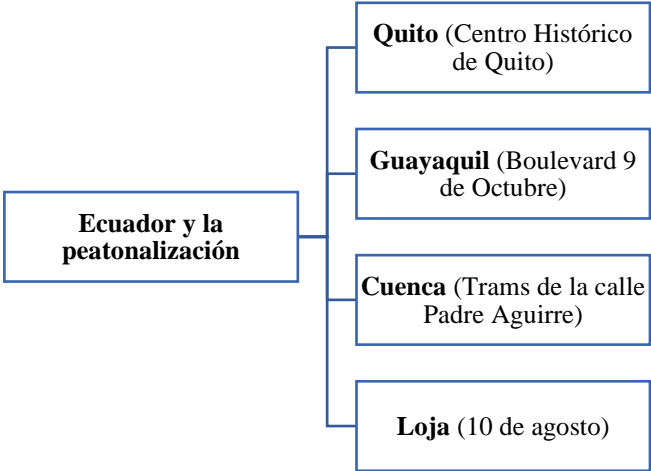 Quito (Centro Histórico
de Quito)
Guayaquil (Boulevard 9
de Octubre)
Ecuador y la
peatonalización
Cuenca (Trams de la calle
Padre Aguirre)
Loja (10 de agosto)